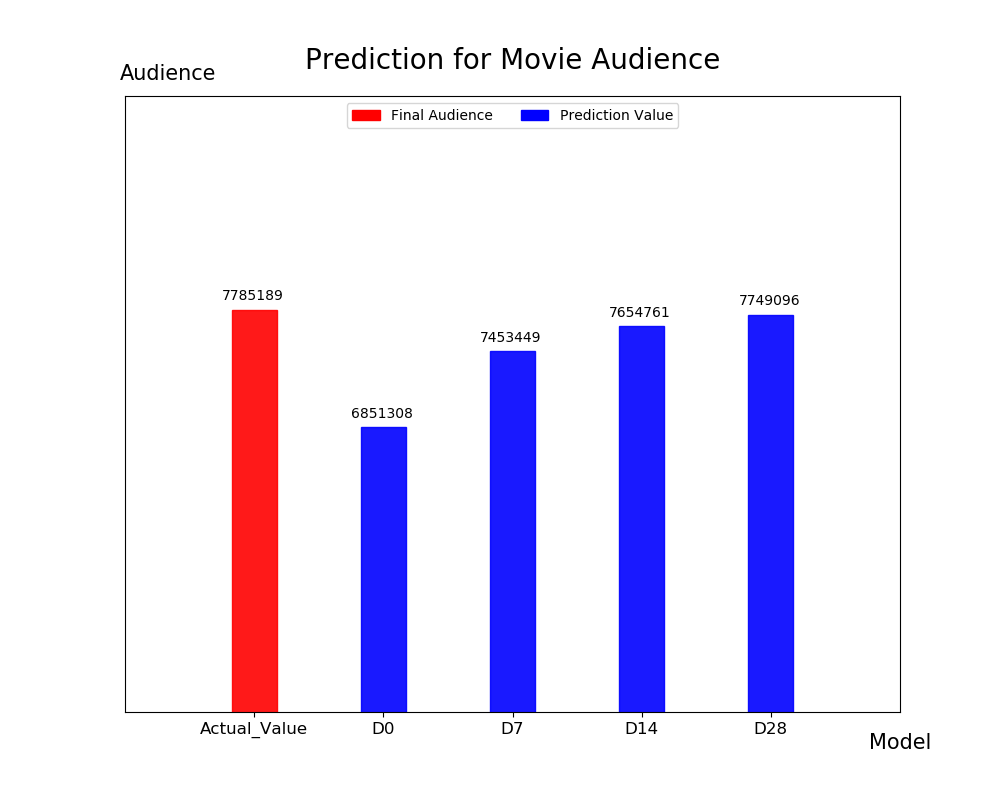 Prediction for Movie Audience
Audience
Final Audience
Prediction Value
7785189
6851308
7453449
7654761
7749096
Actual_Value
D0
D7
D14
D28
Model